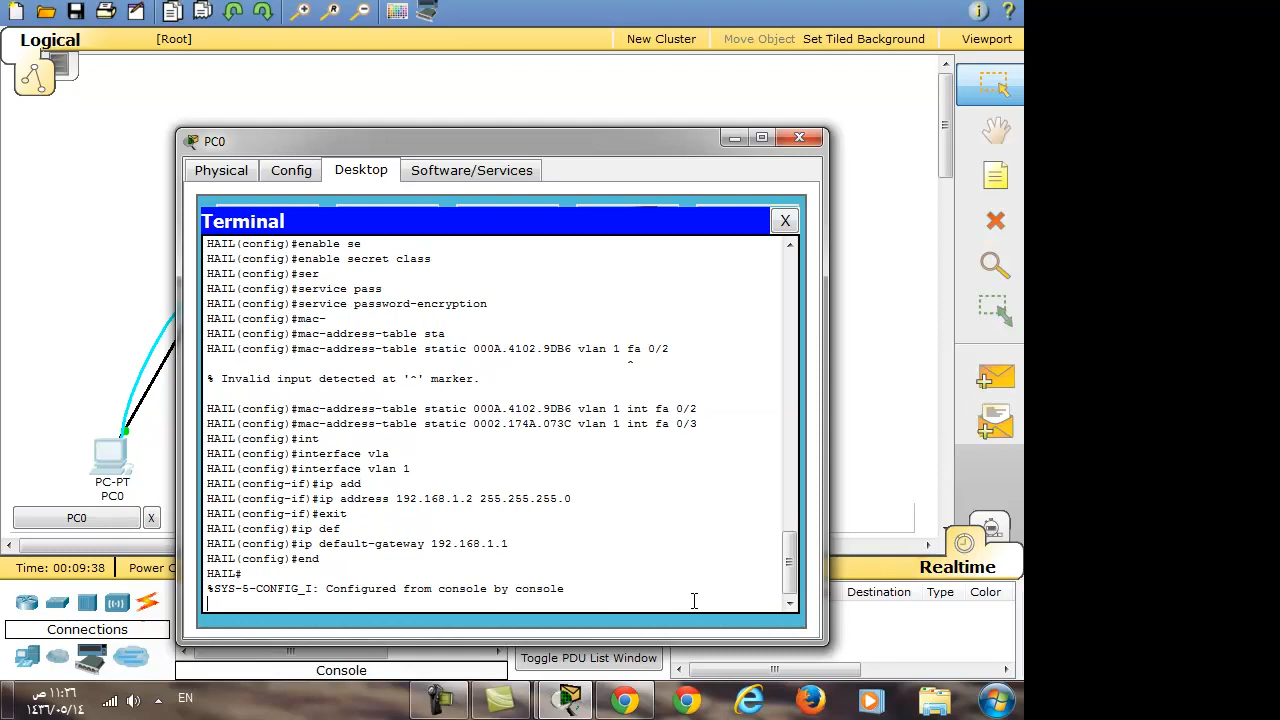 Logical
[Root]
New Cluster
Move Object
Set Tiled Background
Viewport
PC0
Physical
Config
Desktop
Software/Services
Terminal
X
HAIL(config)#enable se
HAIL(config)#enable secret class
HAIL(config)#ser
HAIL(config)#service pass
HAIL(config)#service password-encryption
HAIL(config)#mac-
HAIL(config)#mac-address-table sta
HAIL(config)#mac-address-table static 000A.4102.9DB6 vlan 1 fa 0/2
^
% Invalid input detected at '^' marker.
HAIL(config)#mac-address-table static 000A.4102.9DB6 vlan 1 int fa 0/2
HAIL(config)#mac-address-table static 0002.174A.073C vlan 1 int fa 0/3
HAIL(config)#int
HAIL(config)#interface vla
HAIL(config)#interface vlan 1
HAIL(config-if)#ip add
HAIL(config-if)#ip address 192.168.1.2 255.255.255.0
HAIL(config-if)#exit
HAIL(config)#ip def
HAIL(config)#ip default-gateway 192.168.1.1
HAIL(config)#end
HAIL#
%SYS-5-CONFIG_I: Configured from console by console
PC-PT
PC0
PC0
X
Time: 00:09:38
Power C
Realtime
Destination
Type
Color
Connections
Console
Toggle PDU List Window
EN
١١:٢٦ ص
١٤٣٦/٠٥/١٤